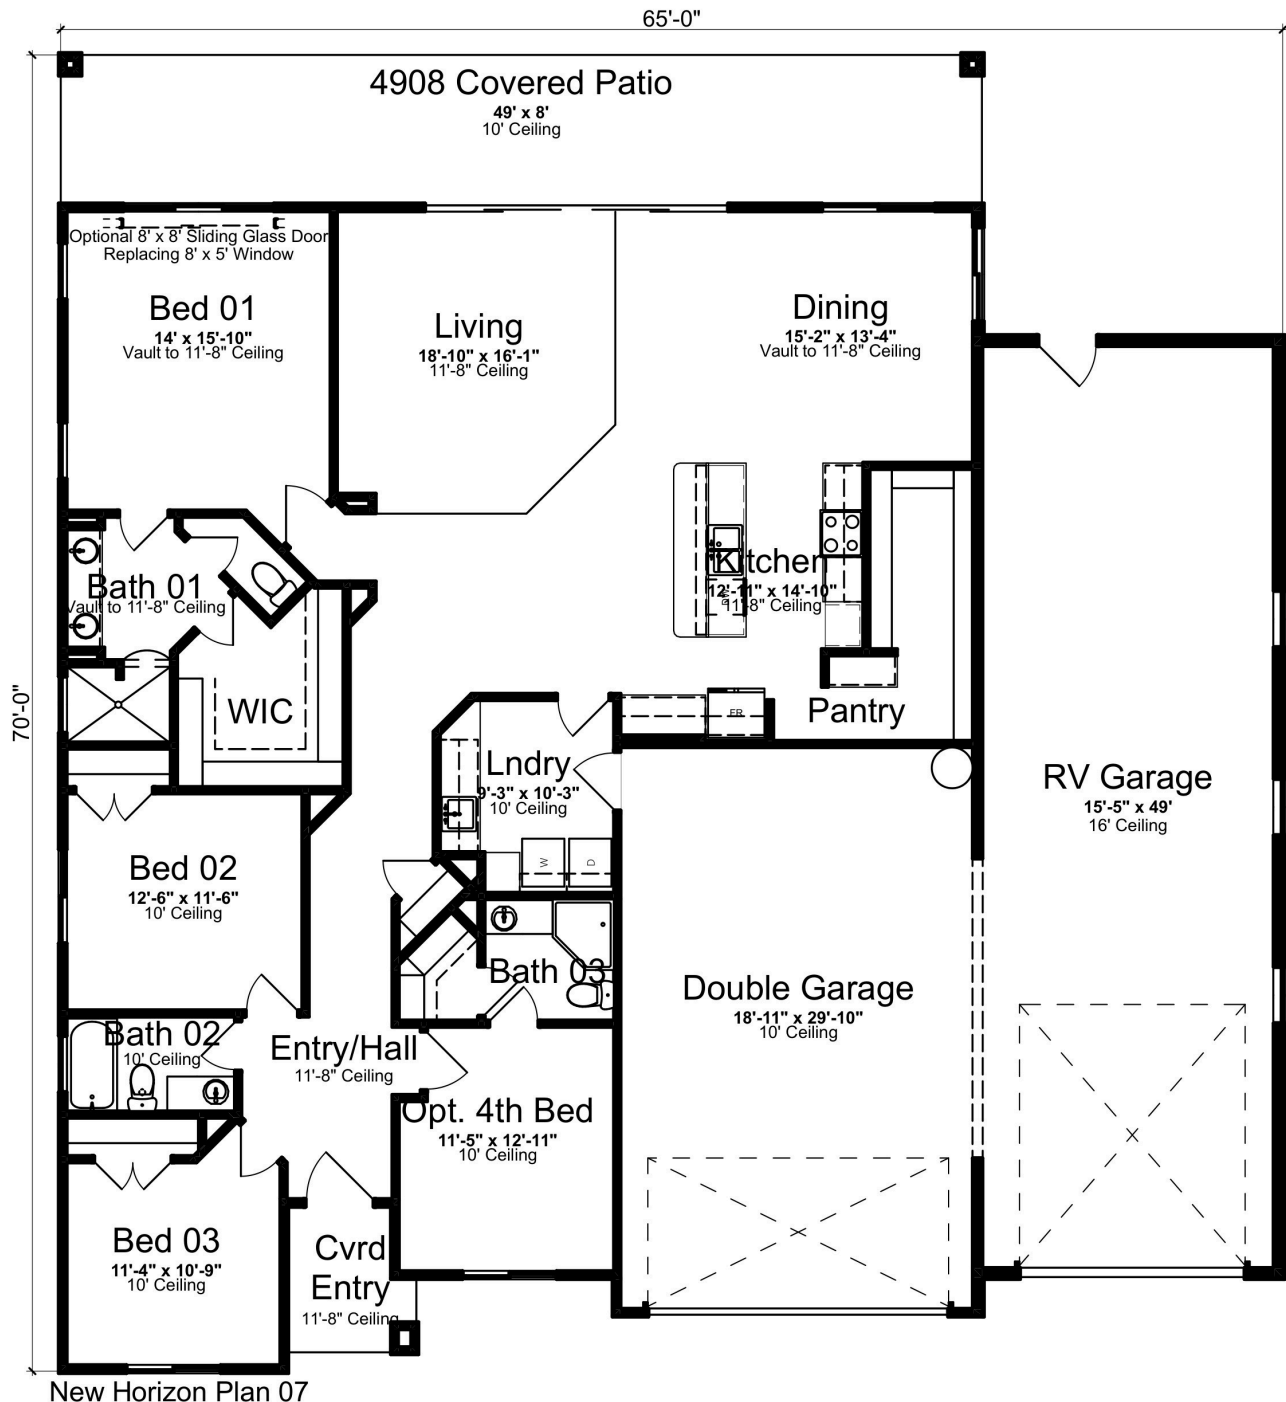 65'-0"
4908 Covered Patio
49' x 8'
10' Ceiling
Optional 8' x 8' Sliding Glass Door
Replacing 8' x 5' Window
Bed 01
14' x 15'-10"
Vault to 11'-8" Ceiling
Living
18'-10" x 16'-1"
11'-8" Ceiling
Dining
15'-2" x 13'-4"
Vault to 11'-8" Ceiling
Kitchen
12'-11" x 14'-10"
11'-8" Ceiling
DW
Bath 01
Vault to 11'-8" Ceiling
70'-0"
WIC
FR
Pantry
Lndry
9'-3" x 10'-3"
10' Ceiling
W
D
RV Garage
15'-5" x 49'
16' Ceiling
Bed 02
12'-6" x 11'-6"
10' Ceiling
Bath 03
Double Garage
18'-11" x 29'-10"
10' Ceiling
Bath 02
10' Ceiling
Entry/Hall
11'-8" Ceiling
Opt. 4th Bed
11'-5" x 12'-11"
10' Ceiling
Bed 03
11'-4" x 10'-9"
10' Ceiling
Cvrd
Entry
11'-8" Ceiling
New Horizon Plan 07